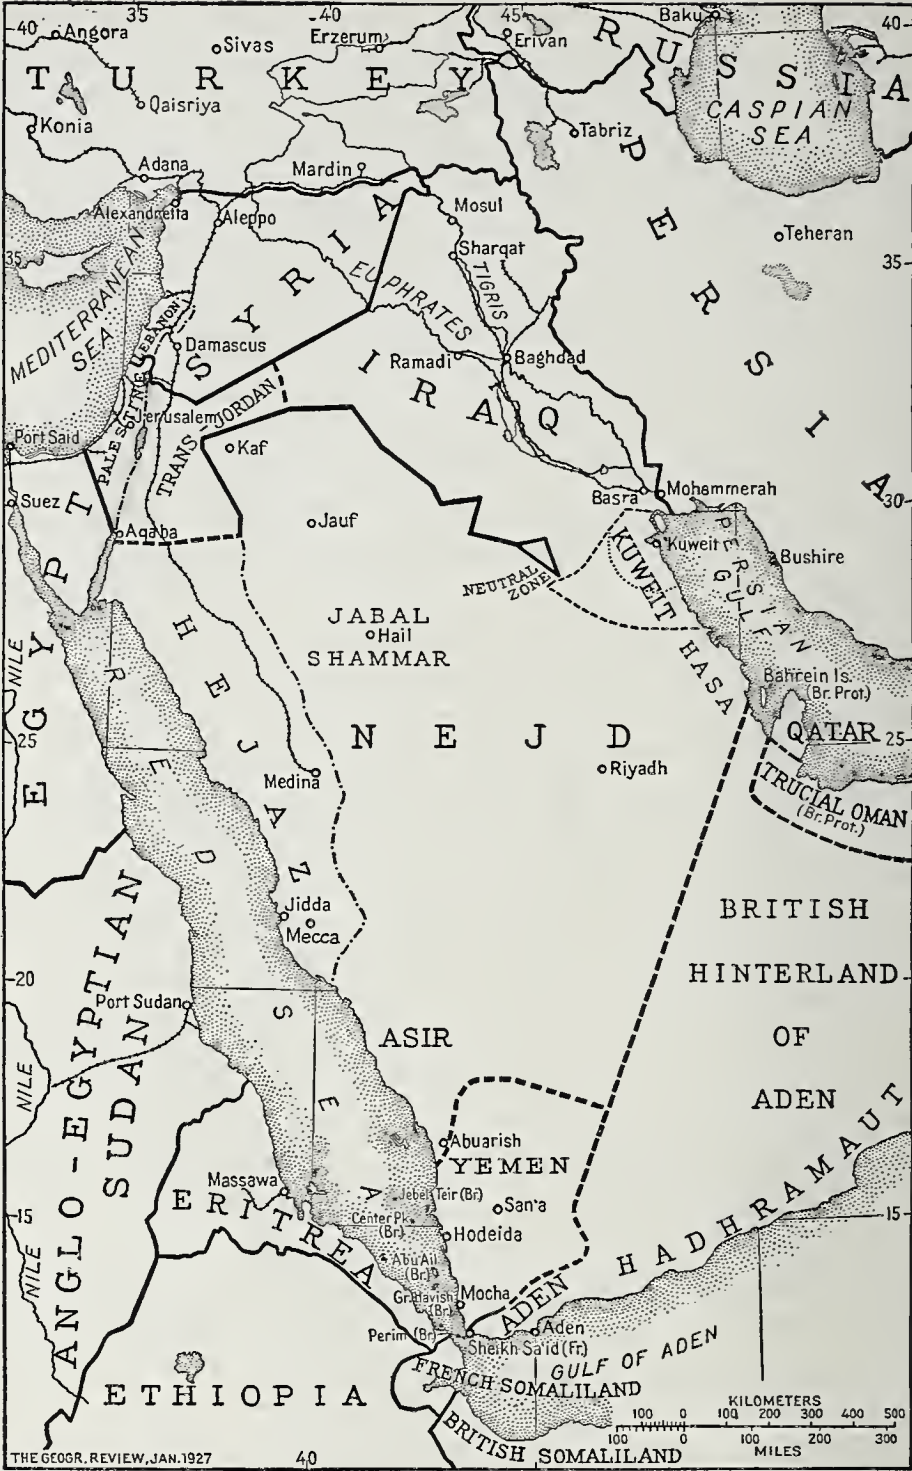 35
40
45
40
40
Angora
Sivas
Erzerum
Erivan
Baku
RUSSIA
TURKEY
Qaisriya
Konia
Tabriz
CASPIAN
SEA
Adana
Mardin
Alexandretta
Aleppo
Mosul
Sharqat
Teheran
PERSIA
35
35
MEDITERRANEAN
SEA
SYRIA
EUPHRATES
TIGRIS
LEBANON
Damascus
Ramadi
Baghdad
IRAQ
PALESTINE
Jerusalem
TRANS-JORDAN
Port Said
Kaf
Suez
Basra
Mohammerah
30
Jauf
Aqaba
EGYPT
NEUTRAL
ZONE
KUWEIT
Kuweit
PERSIAN
GULF
Bushire
JABAL
Hail
SHAMMAR
HEJAZ
HASA
NILE
RED SEA
Bahrein Is.
(Br. Prot.)
NEJD
QATAR
25
25
Riyadh
Medina
TRUCIAL OMAN
(Br. Prot.)
Jidda
Mecca
BRITISH
HINTERLAND
OF
ADEN
20
Port Sudan
ASIR
ANGLO-EGYPTIAN
SUDAN
NILE
Abuarish
YEMEN
Massawa
ERITREA
Jebel Teir (Br)
San'a
Center Pk.
(Br)
Hodeida
15
15
HADHRAMAUT
Abu Ail
(Br.)
NILE
Mocha
(Br)
ADEN
Perim (Br)
Aden
Sheikh Sa'id (Fr.)
GULF OF ADEN
FRENCH SOMALILAND
ETHIOPIA
BRITISH SOMALILAND
KILOMETERS
100 0 100 200 300 400 500
100 0 100 200 300
MILES
THE GEOGR. REVIEW, JAN. 1927
40